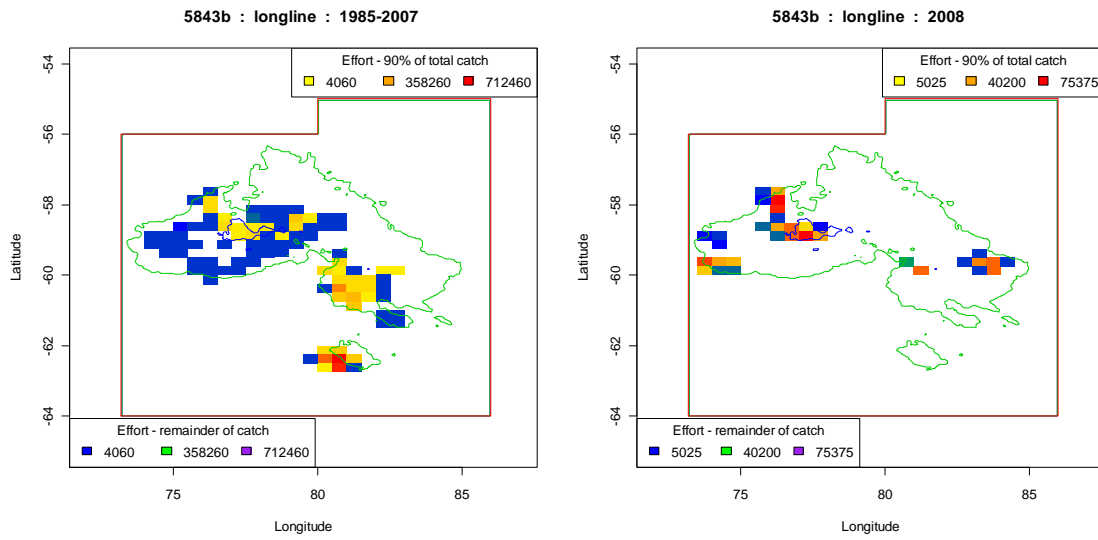 5843b : longline : 1985-2007
Effort - 90% of total catch
4060 358260 712460
-54
-56
-58
-60
-62
-64
Latitude
Effort - remainder of catch
4060 358260 712460
75 80 85
Longitude
5843b : longline : 2008
Effort - 90% of total catch
5025 40200 75375
-54
-56
-58
-60
-62
-64
Latitude
Effort - remainder of catch
5025 40200 75375
75 80 85
Longitude